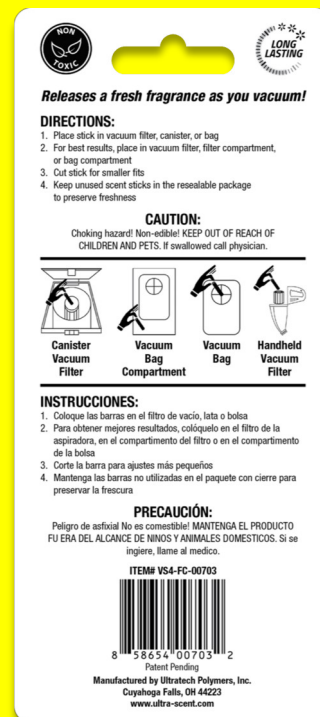 NON
TOXIC
LONG
LASTING
Releases a fresh fragrance as you vacuum!
DIRECTIONS:
1. Place stick in vacuum filter, canister, or bag
2. For best results, place in vacuum filter, filter compartment,
or bag compartment
3. Cut stick for smaller fits
4. Keep unused scent sticks in the resealable package
to preserve freshness
CAUTION:
Choking hazard! Non-edible! KEEP OUT OF REACH OF
CHILDREN AND PETS. If swallowed call physician.
Canister
Vacuum
Filter
Vacuum
Bag
Compartment
Vacuum
Bag
Handheld
Vacuum
Filter
INSTRUCCIONES:
1. Coloque las barras en el filtro de vacío, lata o bolsa
2. Para obtener mejores resultados, colóquelo en el filtro de la
aspiradora, en el compartimento del filtro o en el compartimento
de la bolsa
3. Corte la barra para ajustes más pequeños
4. Mantenga las barras no utilizadas en el paquete con cierre para
preservar la frescura
PRECAUCIÓN:
Peligro de asfixia! No es comestible! MANTENGA EL PRODUCTO
FU ERA DEL ALCANCE DE NINOS Y ANIMALES DOMESTICOS. Si se
ingiere, llame al medico.
ITEM# VS4-FC-00703
8 58654 00703 2
Patent Pending
Manufactured by Ultratech Polymers, Inc.
Cuyahoga Falls, OH 44223
www.ultra-scent.com